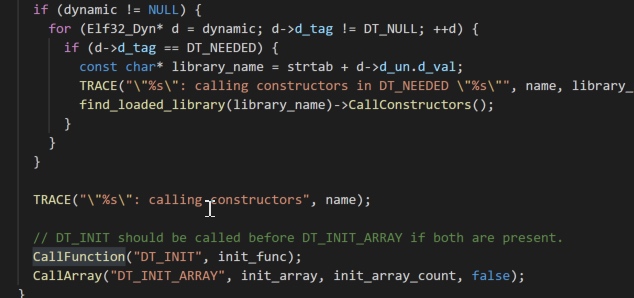 if (dynamic != NULL) {
for (Elf32_Dyn* d = dynamic; d->d_tag != DT_NULL; ++d) {
if (d->d_tag == DT_NEEDED) {
const char* library_name = strtab + d->d_un.d_val;
TRACE("\"%s\": calling constructors in DT_NEEDED \"%s\"", name, library_
find_loaded_library(library_name)->CallConstructors();
}
}
}
TRACE("\"%s\": calling constructors", name);
// DT_INIT should be called before DT_INIT_ARRAY if both are present.
CallFunction("DT_INIT", init_func);
CallArray("DT_INIT_ARRAY", init_array, init_array_count, false);
}